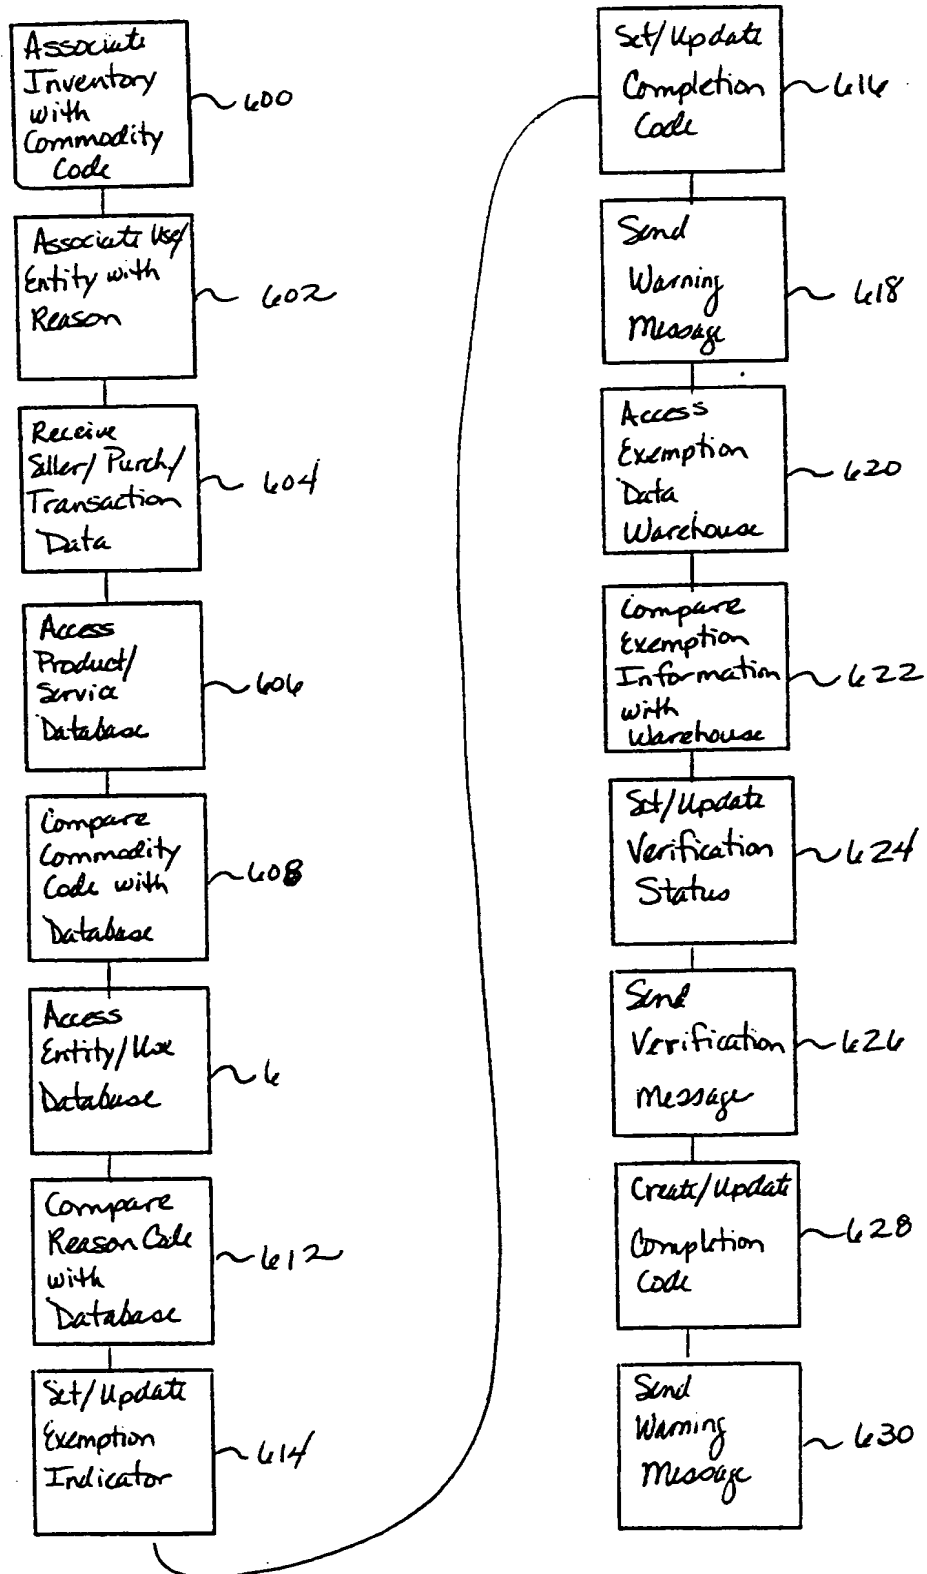 Associate
Inventory
with
Commodity
Code
600
Associate Use/
Entity with
Reason
602
Receive
Seller/Purch/
Transaction
Data
604
Access
Product/
Service
Database
606
Compare
Commodity
Code with
Database
608
Access
Entity/Use
Database
6
Compare
Reason Code
with
Database
612
Set/Update
Exemption
Indicator
614
Set/Update
Completion
Code
616
Send
Warning
Message
618
Access
Exemption
Data
Warehouse
620
Compare
Exemption
Information
with
Warehouse
622
Set/Update
Verification
Status
624
Send
Verification
Message
626
Create/Update
Completion
Code
628
Send
Warning
Message
630